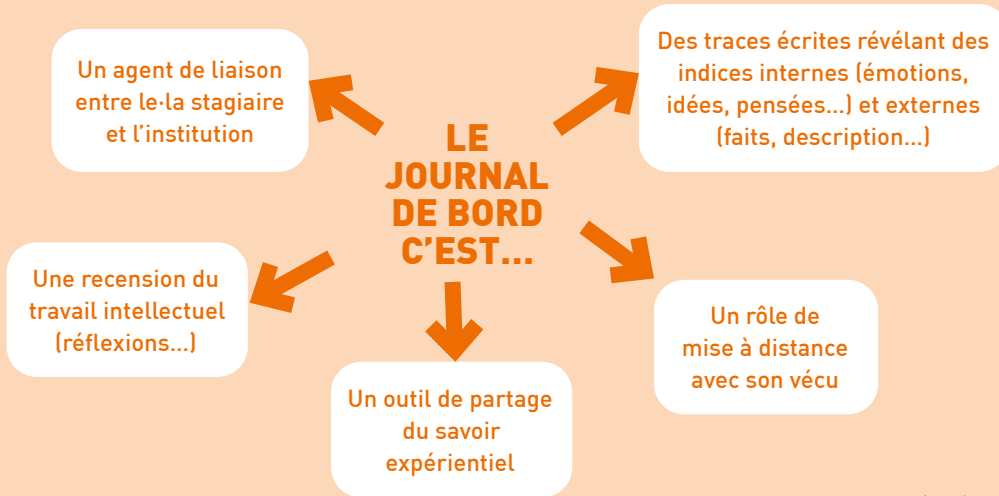 Un agent de liaison
entre le·la stagiaire
et l'institution
Des traces écrites révélant des
indices internes (émotions,
idées, pensées...) et externes
(faits, description...)
LE
JOURNAL
DE BORD
C'EST...
Une recension du
travail intellectuel
(réflexions...)
Un outil de partage
du savoir
expérientiel
Un rôle de
mise à distance
avec son vécu